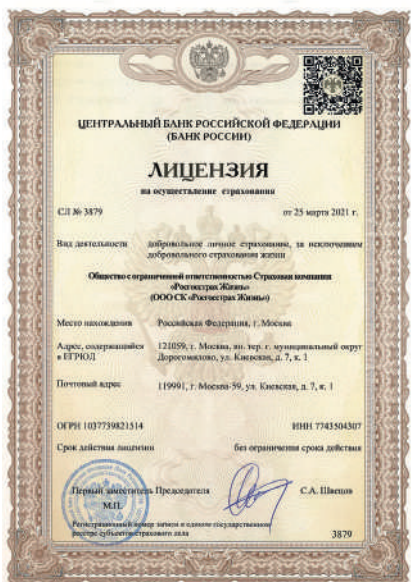 ЦЕНТРАЛЬНЫЙ БАНК РОССИЙСКОЙ ФЕДЕРАЦИИ
(БАНК РОССИИ)
ЛИЦЕНЗИЯ
на осуществление страхования
СЛ № 3879
от 25 марта 2021 г.
Вид деятельности
добровольное личное страхование, за исключением
добровольного страхования жизни
Общество с ограниченной ответственностью Страховая компания
«Росгосстрах Жизнь»
(ООО СК «Росгосстрах Жизнь»)
Место нахождения
Российская Федерация, г. Москва
Адрес, содержащийся
в ЕГРЮЛ
121059, г. Москва, вн. тер. г. муниципальный округ
Дорогомилово, ул. Киевская, д. 7, к. 1
Почтовый адрес
119991, г. Москва-59, ул. Киевская, д. 7, к. 1
ОГРН 1037739821514
ИНН 7743504307
Срок действия лицензии
без ограничения срока действия
Первый заместитель Председателя
С.А. Швецов
М.П.
Регистрационный номер записи в едином государственном
реестре субъектов страхового дела
3879